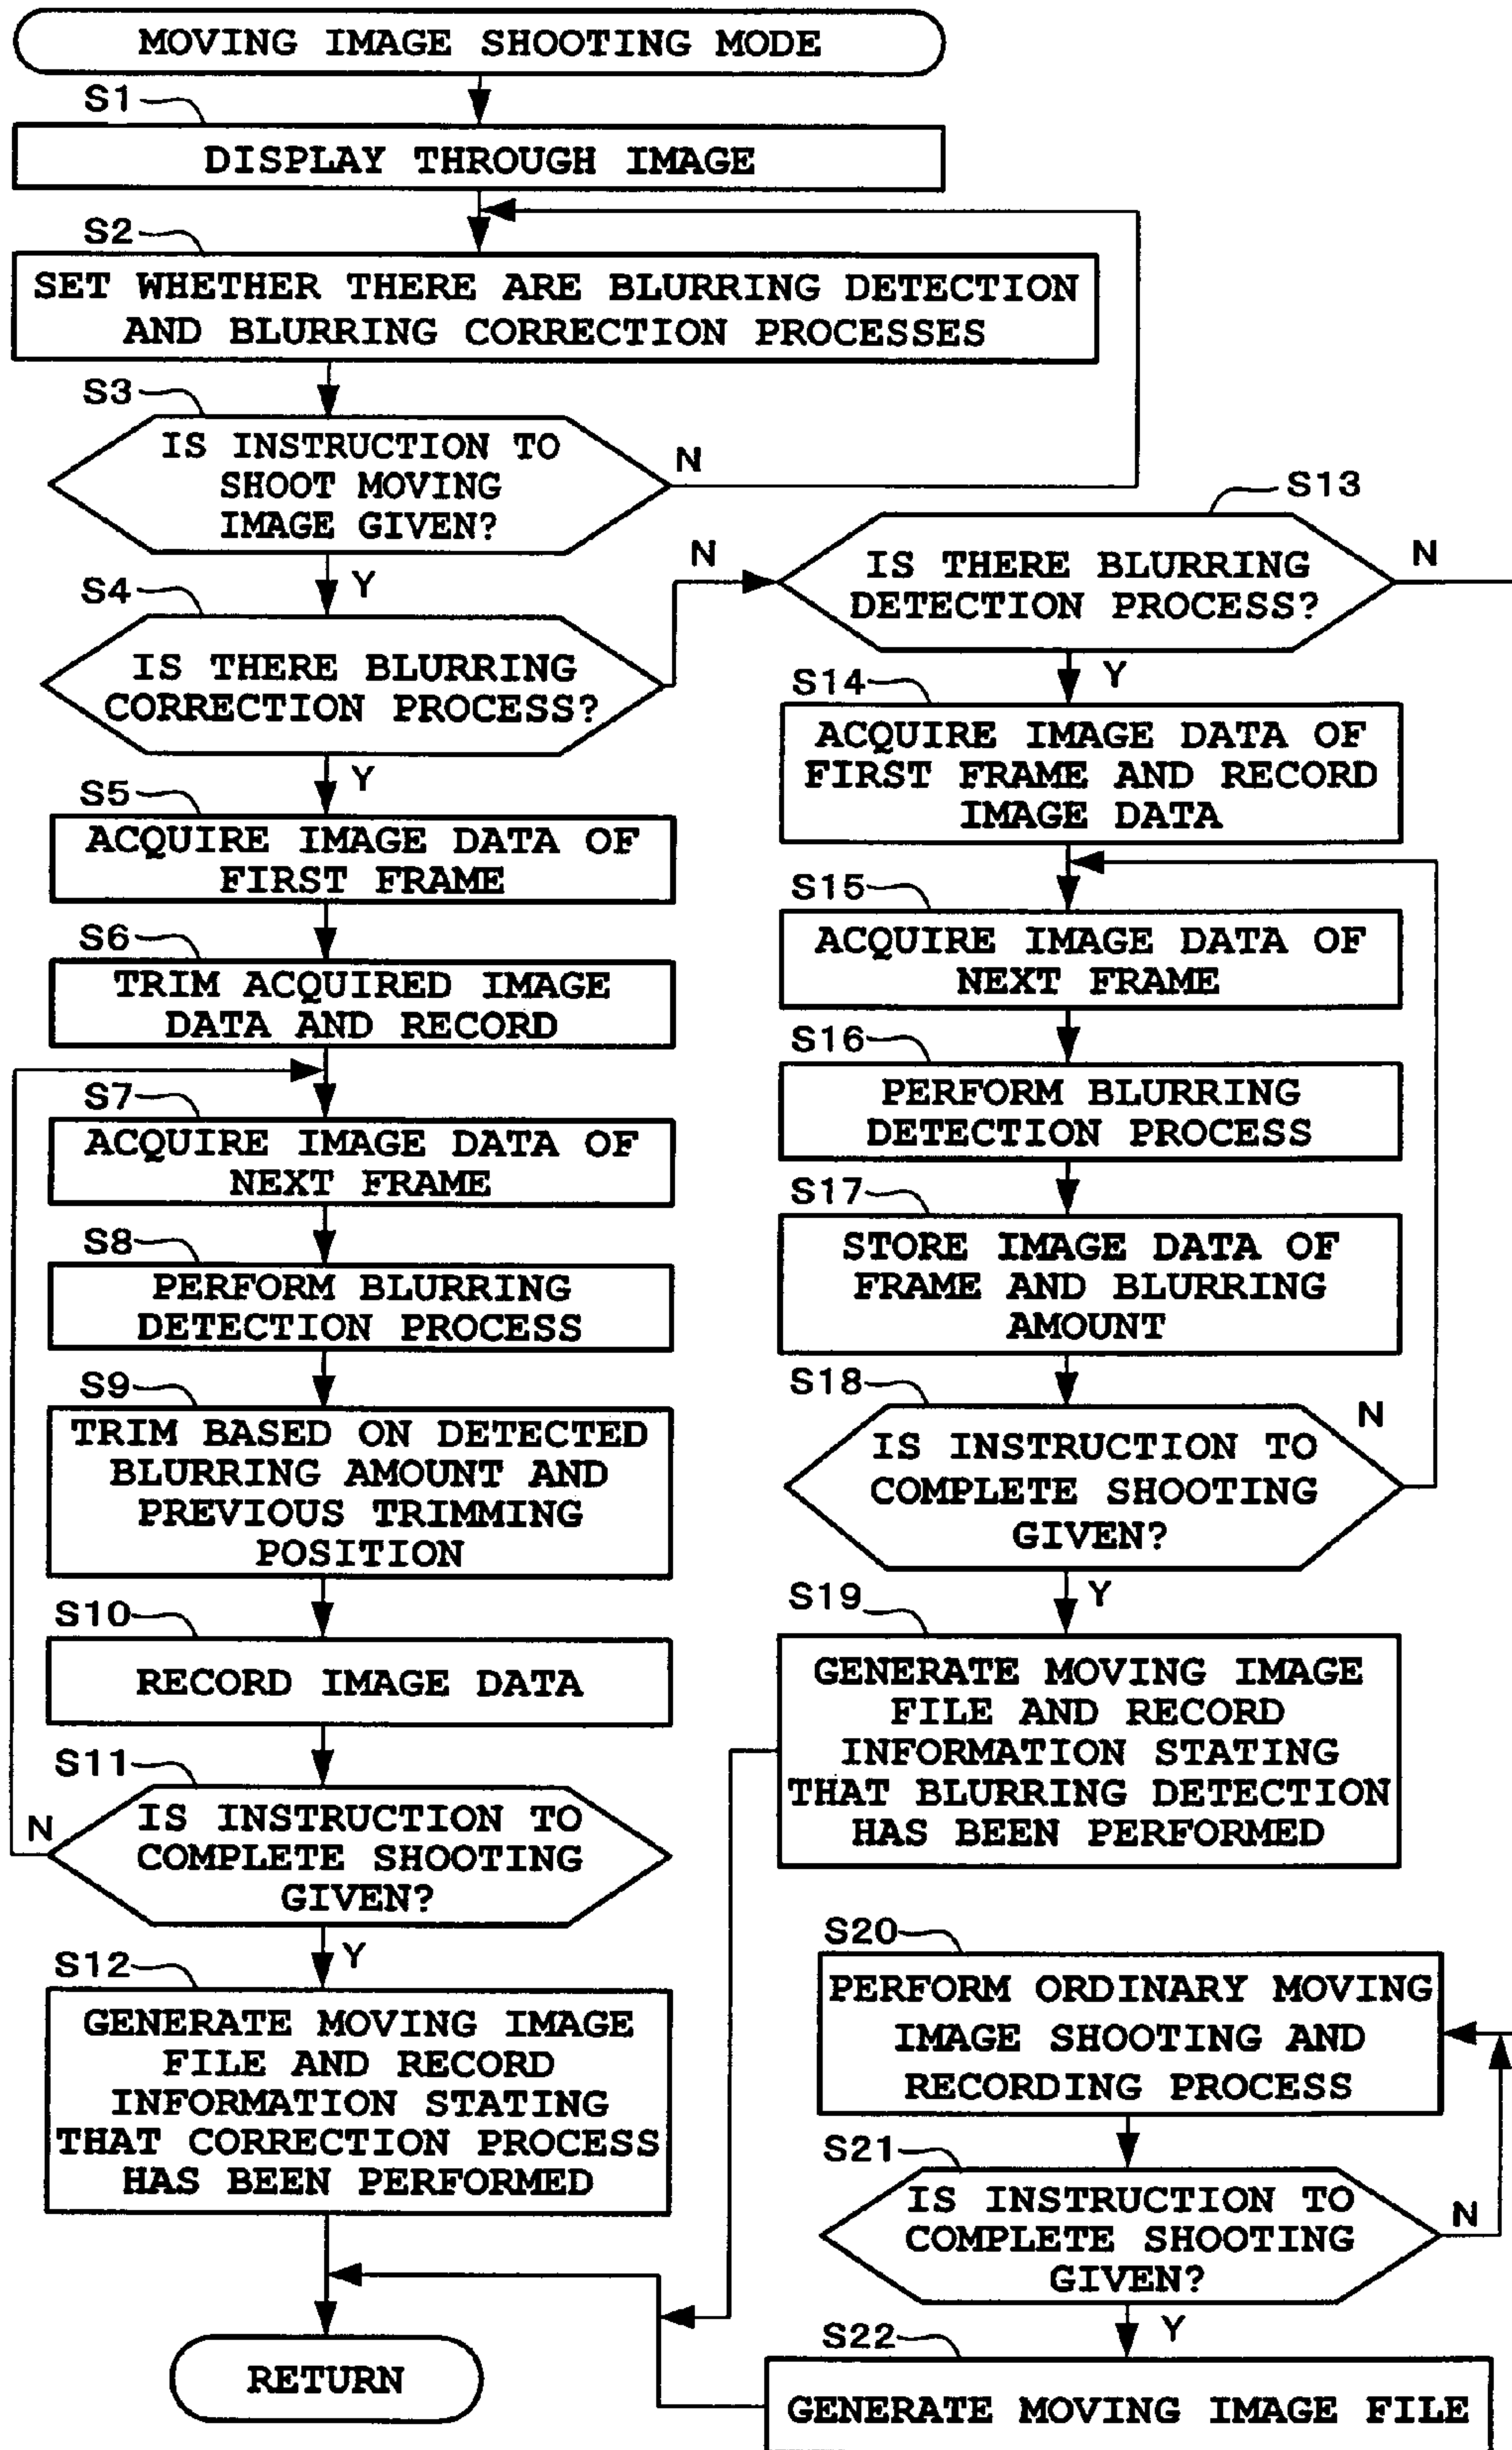 MOVING IMAGE SHOOTING MODE
S1
DISPLAY THROUGH IMAGE
S2
SET WHETHER THERE ARE BLURRING DETECTION
AND BLURRING CORRECTION PROCESSES
S3
IS INSTRUCTION TO
SHOOT MOVING
IMAGE GIVEN?
N
Y
S4
IS THERE BLURRING
CORRECTION PROCESS?
N
Y
S5
ACQUIRE IMAGE DATA OF
FIRST FRAME
S6
TRIM ACQUIRED IMAGE
DATA AND RECORD
S7
ACQUIRE IMAGE DATA OF
NEXT FRAME
S8
PERFORM BLURRING
DETECTION PROCESS
S9
TRIM BASED ON DETECTED
BLURRING AMOUNT AND
PREVIOUS TRIMMING
POSITION
S10
RECORD IMAGE DATA
S11
IS INSTRUCTION TO
COMPLETE SHOOTING
GIVEN?
N
Y
S12
GENERATE MOVING IMAGE
FILE AND RECORD
INFORMATION STATING
THAT CORRECTION PROCESS
HAS BEEN PERFORMED
RETURN
S13
IS THERE BLURRING
DETECTION PROCESS?
N
Y
S14
ACQUIRE IMAGE DATA OF
FIRST FRAME AND RECORD
IMAGE DATA
S15
ACQUIRE IMAGE DATA OF
NEXT FRAME
S16
PERFORM BLURRING
DETECTION PROCESS
S17
STORE IMAGE DATA OF
FRAME AND BLURRING
AMOUNT
S18
IS INSTRUCTION TO
COMPLETE SHOOTING
GIVEN?
N
Y
S19
GENERATE MOVING IMAGE
FILE AND RECORD
INFORMATION STATING
THAT BLURRING DETECTION
HAS BEEN PERFORMED
S20
PERFORM ORDINARY MOVING
IMAGE SHOOTING AND
RECORDING PROCESS
S21
IS INSTRUCTION TO
COMPLETE SHOOTING
GIVEN?
N
Y
S22
GENERATE MOVING IMAGE FILE